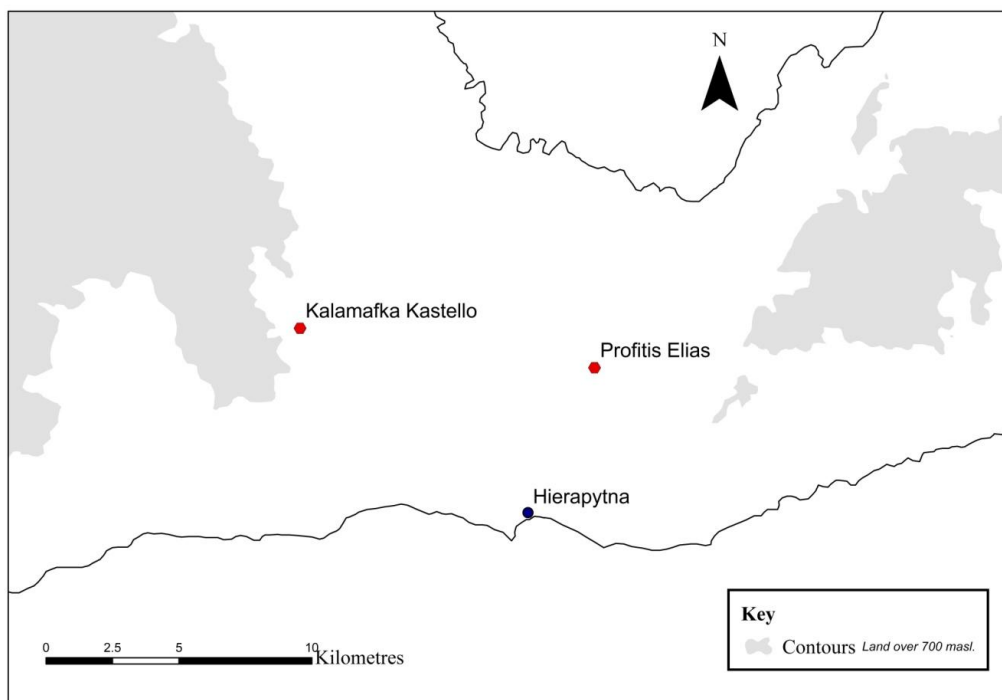 N
Kalamafka Kastello
Profitis Elias
Hierapytna
Key
Contours Land over 700 masl.
0 2.5 5 10
Kilometres